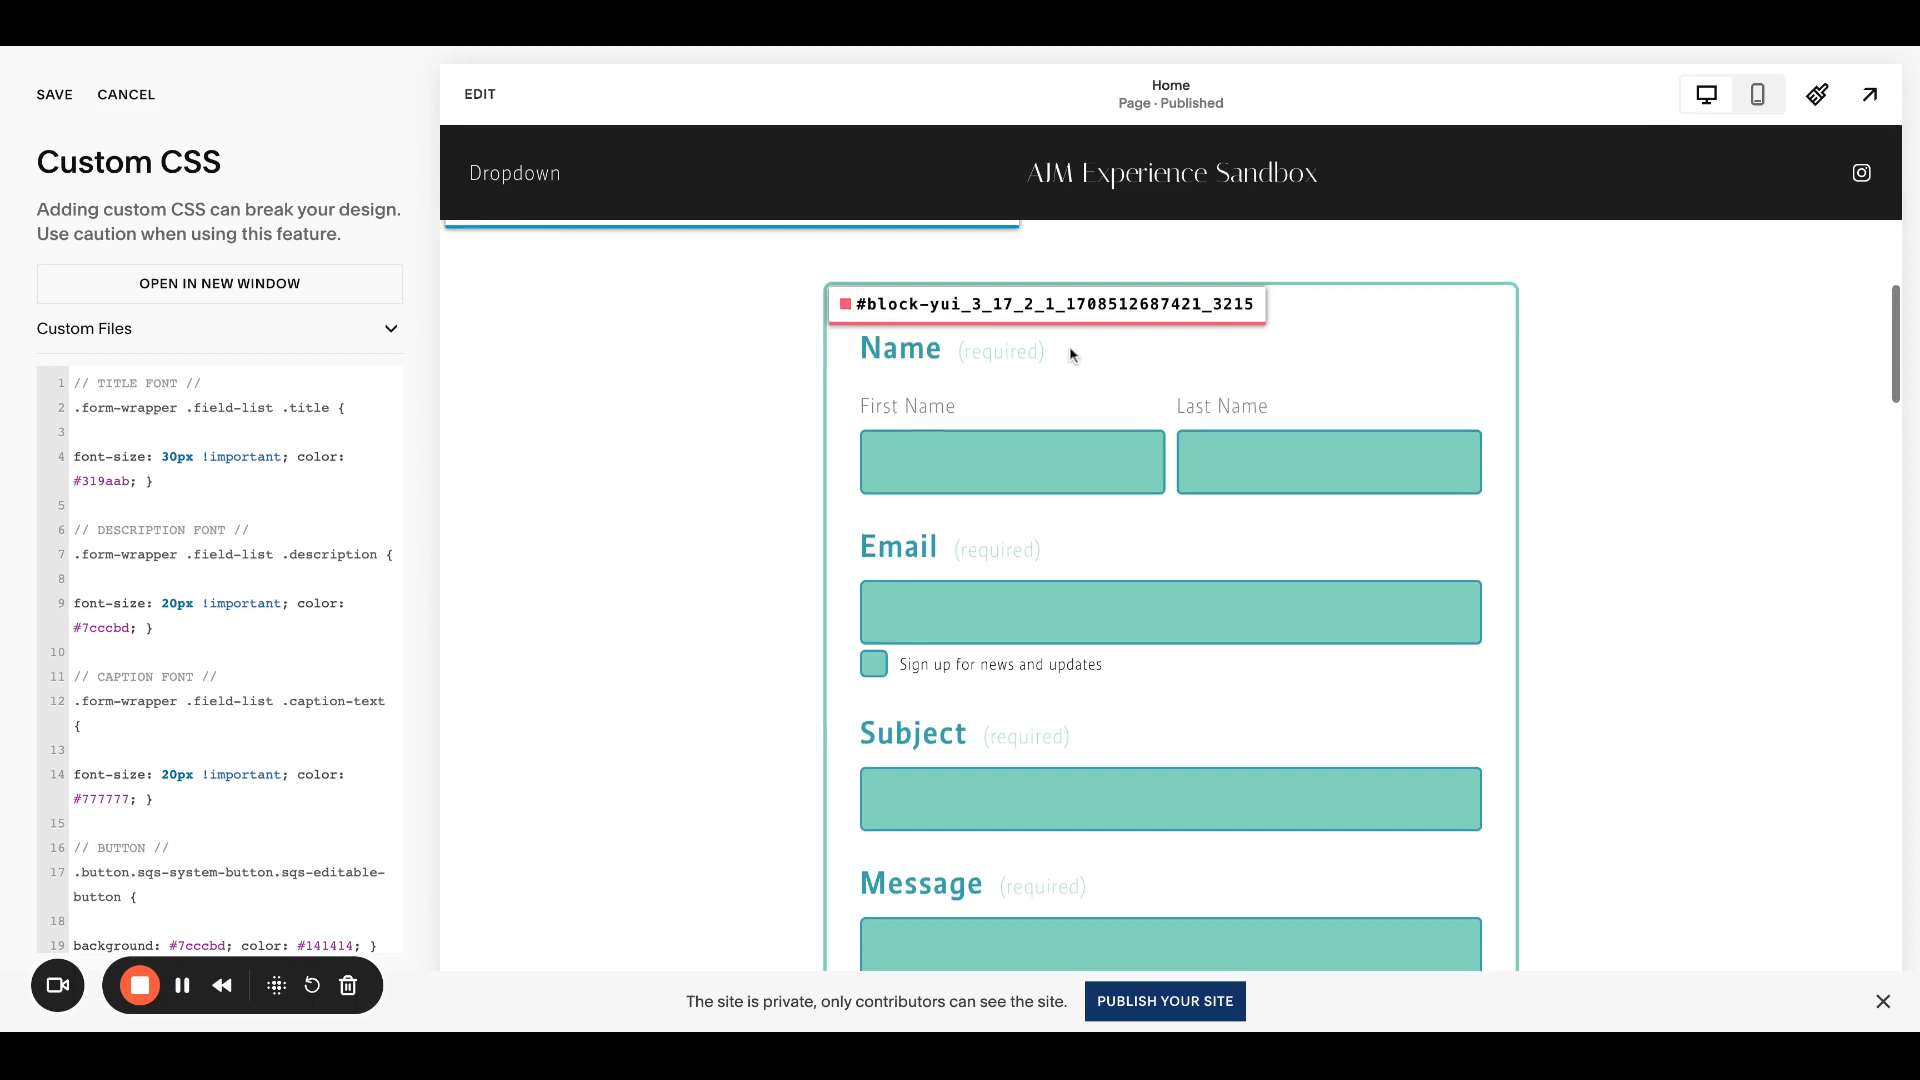 SAVE CANCEL
Custom CSS
Adding custom CSS can break your design.
Use caution when using this feature.
OPEN IN NEW WINDOW
Custom Files
1 // TITLE FONT //
2 .form-wrapper .field-list .title {
3
4 font-size: 30px !important; color:
#319aab; }
5
6 // DESCRIPTION FONT //
7 .form-wrapper .field-list .description {
8
9 font-size: 20px !important; color:
#7cccbd; }
10
11 // CAPTION FONT //
12 .form-wrapper .field-list .caption-text
{
13
14 font-size: 20px !important; color:
#777777; }
15
16 // BUTTON //
17 .button.sqs-system-button.sqs-editable-
button {
18
19 background: #7cccbd; color: #141414; }
EDIT
Home
Page · Published
Dropdown
AIM Experience Sandbox
#block-yui_3_17_2_1_1708512687421_3215
Name (required)
First Name Last Name
Email (required)
Sign up for news and updates
Subject (required)
Message (required)
The site is private, only contributors can see the site.
PUBLISH YOUR SITE